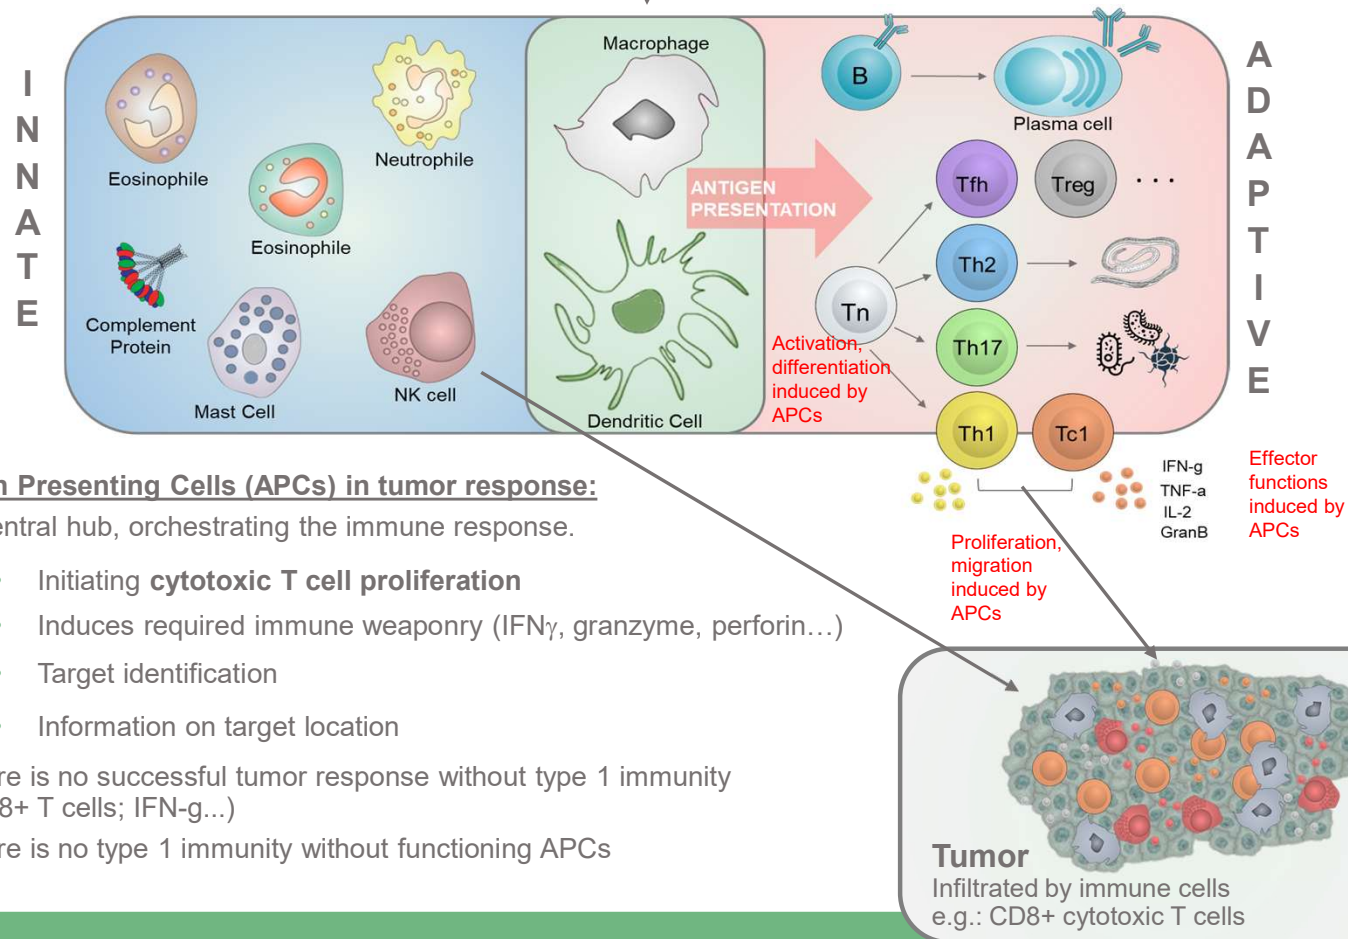 INNATE
Eosinophile
Neutrophile
Eosinophile
Complement
Protein
Mast Cell
NK cell
Macrophage
Dendritic Cell
ANTIGEN
PRESENTATION
B
Plasma cell
Tfh
Treg
...
Th2
Tn
Th17
Th1
Tc1
Activation,
differentiation
induced by
APCs
ADAPTIVE
IFN-g
TNF-a
IL-2
GranB
Effector
functions
induced by
APCs
Proliferation,
migration
induced by
APCs
n Presenting Cells (APCs) in tumor response:
entral hub, orchestrating the immune response.
Initiating cytotoxic T cell proliferation
Induces required immune weaponry (IFNγ, granzyme, perforin…)
Target identification
Information on target location
re is no successful tumor response without type 1 immunity
8+ T cells; IFN-g...)
re is no type 1 immunity without functioning APCs
Tumor
Infiltrated by immune cells
e.g.: CD8+ cytotoxic T cells